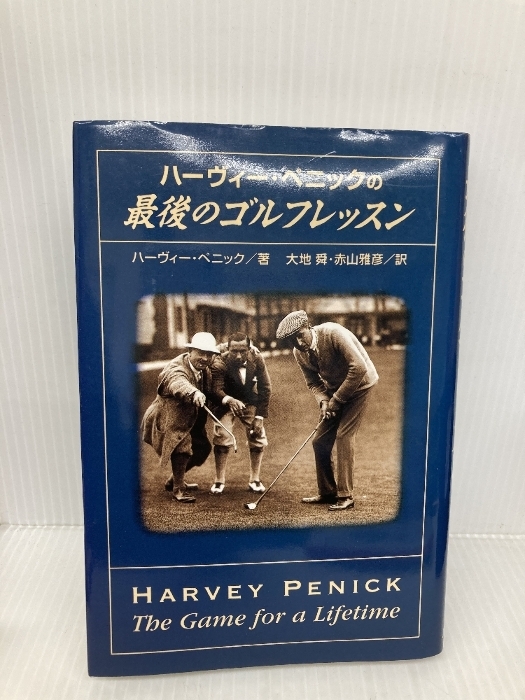 ハーヴィー・ペニックの
最後のゴルフレッスン
ハーヴィー・ペニック/著 大地 舜・赤山雅彦/訳
HARVEY PENICK
The Game for a Lifetime